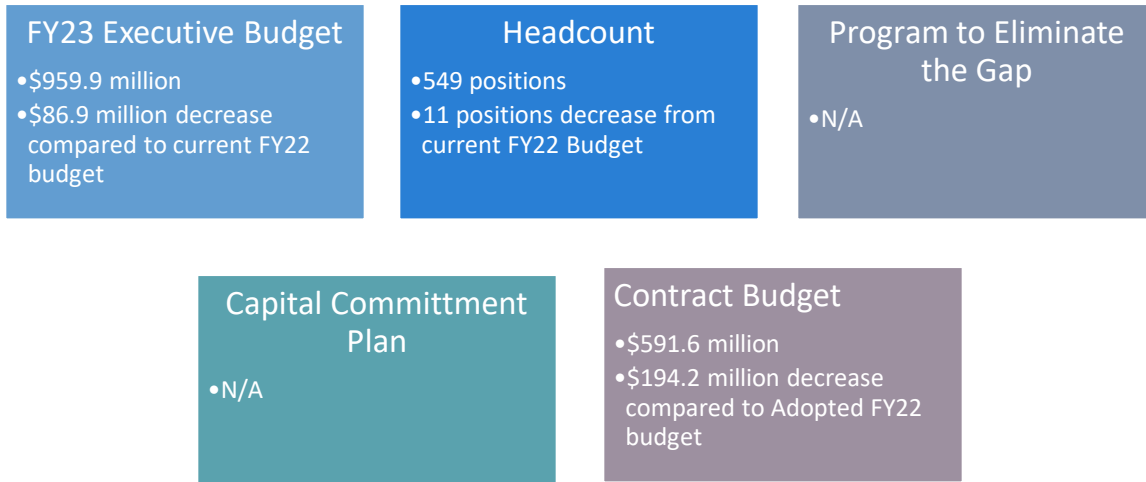 FY23 Executive Budget
•$959.9 million
•$86.9 million decrease
compared to current FY22
budget
Headcount
•549 positions
•11 positions decrease from
current FY22 Budget
Program to Eliminate
the Gap
•N/A
Capital Committment
Plan
•N/A
Contract Budget
•$591.6 million
•$194.2 million decrease
compared to Adopted FY22
budget